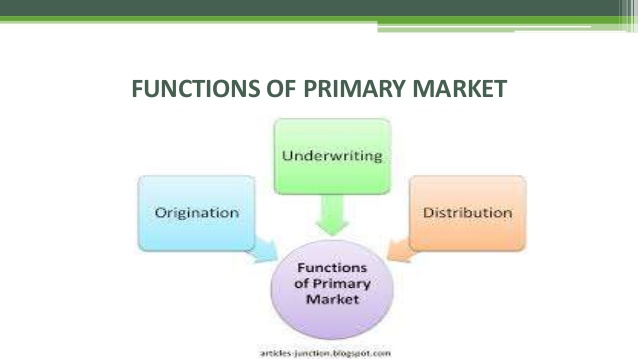 FUNCTIONS OF PRIMARY MARKET
Underwriting
Origination
Distribution
Functions
of Primary
Market
articles-junction.blogspot.com